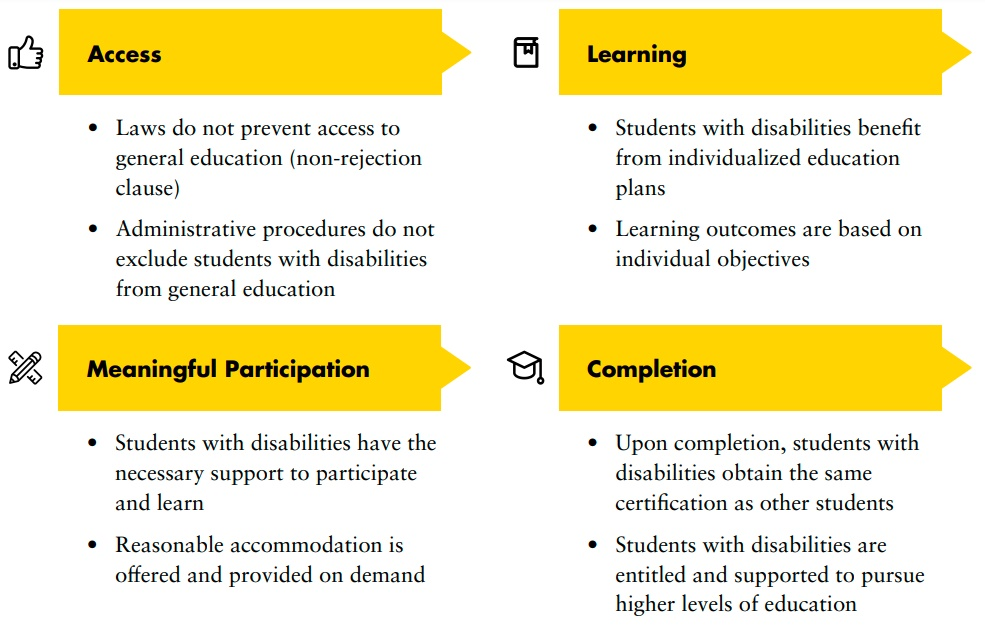 Access
• Laws do not prevent access to
general education (non-rejection
clause)
• Administrative procedures do not
exclude students with disabilities
from general education
Learning
• Students with disabilities benefit
from individualized education
plans
• Learning outcomes are based on
individual objectives
Meaningful Participation
• Students with disabilities have the
necessary support to participate
and learn
• Reasonable accommodation is
offered and provided on demand
Completion
• Upon completion, students with
disabilities obtain the same
certification as other students
• Students with disabilities are
entitled and supported to pursue
higher levels of education